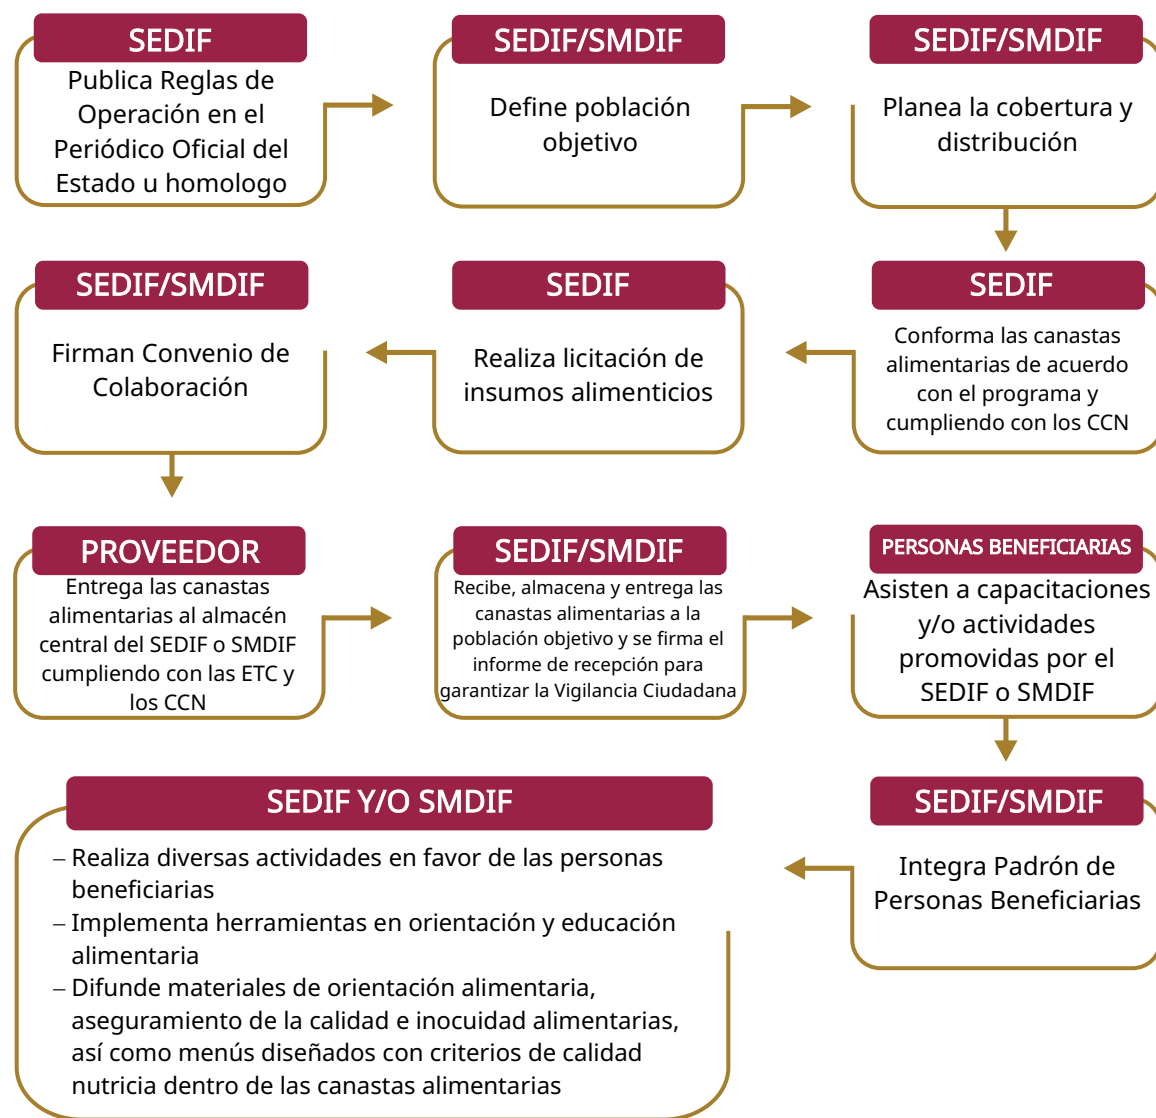 SEDIF
Publica Reglas de
Operación en el
Periódico Oficial del
Estado u homologo
SEDIF/SMDIF
Define población
objetivo
SEDIF/SMDIF
Planea la cobertura y
distribución
SEDIF
Conforma las canastas
alimentarias de acuerdo
con el programa y
cumpliendo con los CCN
SEDIF
Realiza licitación de
insumos alimenticios
SEDIF/SMDIF
Firman Convenio de
Colaboración
PROVEEDOR
Entrega las canastas
alimentarias al almacén
central del SEDIF o SMDIF
cumpliendo con las ETC y
los CCN
SEDIF/SMDIF
Recibe, almacena y entrega las
canastas alimentarias a la
población objetivo y se firma el
informe de recepción para
garantizar la Vigilancia Ciudadana
PERSONAS BENEFICIARIAS
Asisten a capacitaciones
y/o actividades
promovidas por el
SEDIF o SMDIF
SEDIF/SMDIF
Integra Padrón de
Personas Beneficiarias
SEDIF Y/O SMDIF
– Realiza diversas actividades en favor de las personas
beneficiarias
– Implementa herramientas en orientación y educación
alimentaria
– Difunde materiales de orientación alimentaria,
aseguramiento de la calidad e inocuidad alimentarias,
así como menús diseñados con criterios de calidad
nutricia dentro de las canastas alimentarias